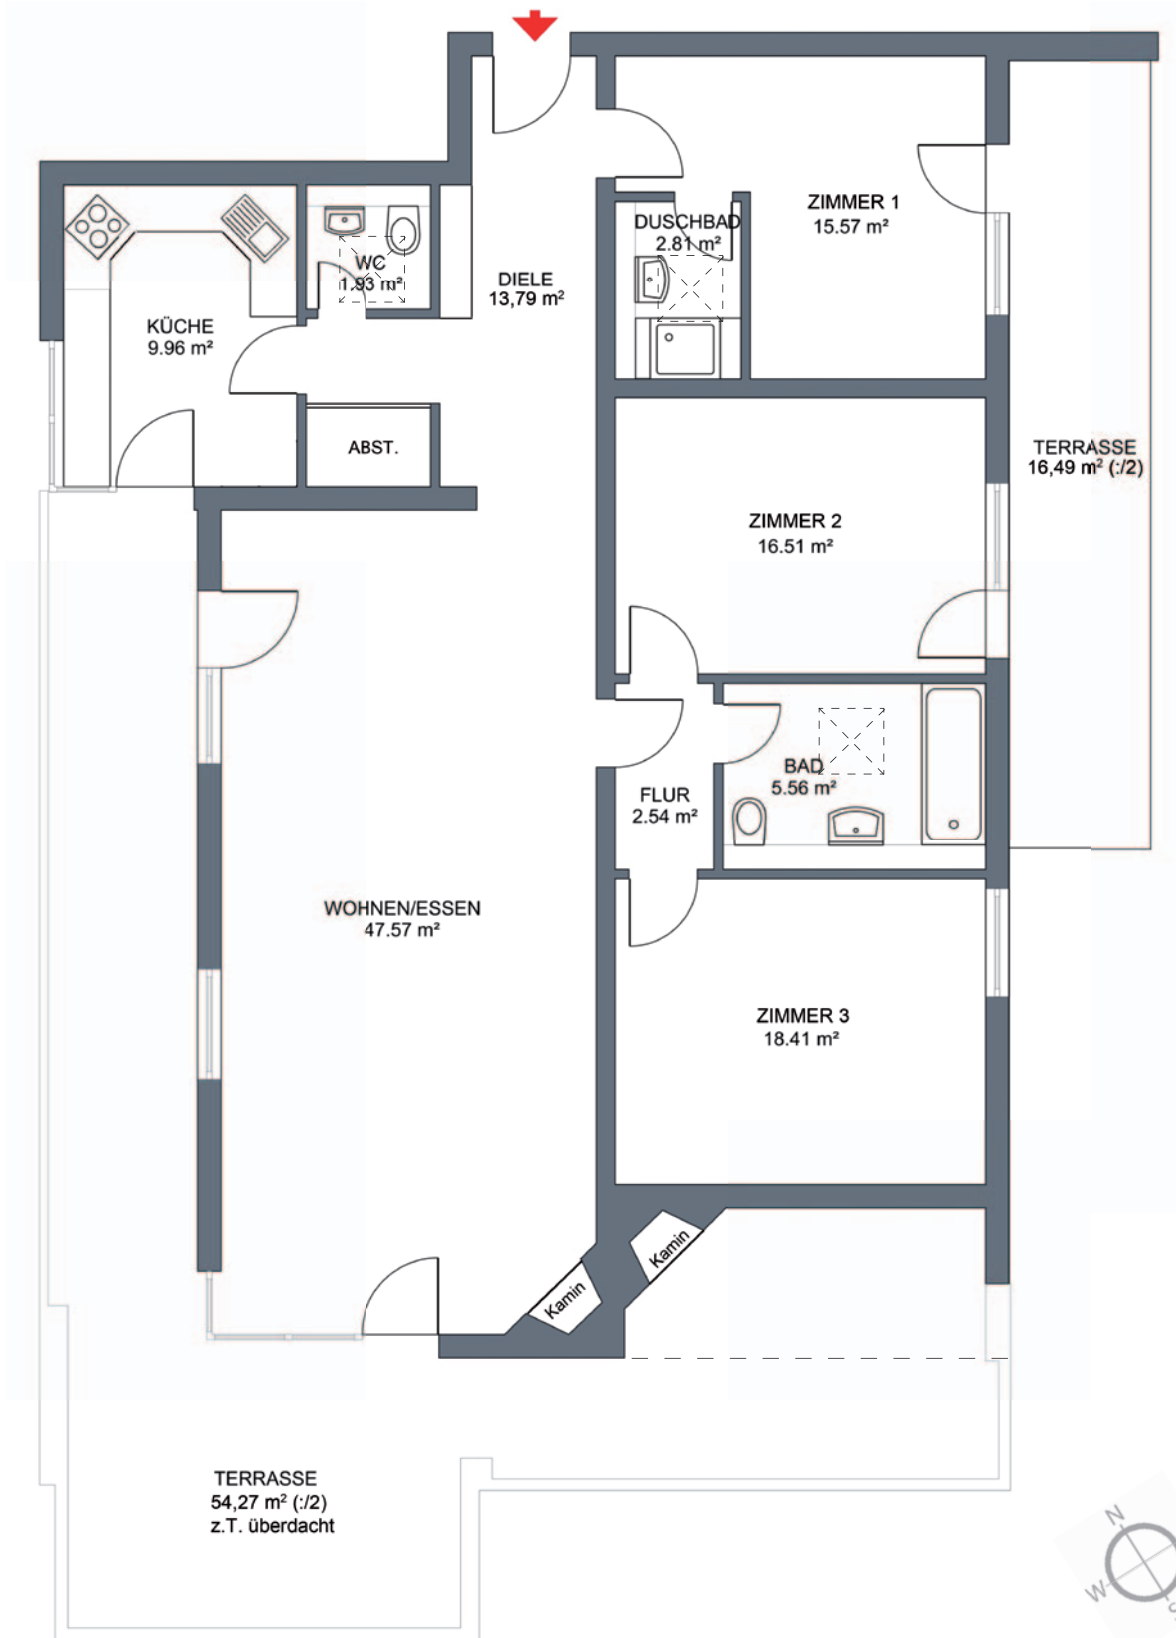 ZIMMER 1
15.57 m²
DUSCHBAD
2.81 m²
WC
1.93 m²
DIELE
13,79 m²
KÜCHE
9.96 m²
ABST.
TERRASSE
16,49 m² (:/2)
ZIMMER 2
16.51 m²
BAD
5.56 m²
FLUR
2.54 m²
WOHNEN/ESSEN
47.57 m²
ZIMMER 3
18.41 m²
Kamin
Kamin
TERRASSE
54,27 m² (:/2)
z.T. überdacht
N
W
S